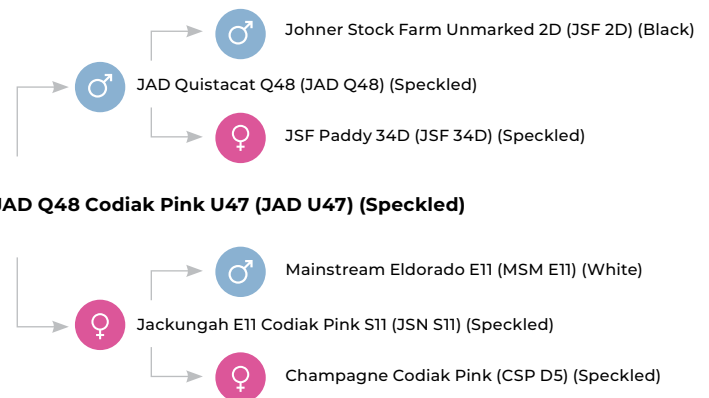 Johner Stock Farm Unmarked 2D (JSF 2D) (Black)
JAD Quistacat Q48 (JAD Q48) (Speckled)
JSF Paddy 34D (JSF 34D) (Speckled)
JAD Q48 Codiak Pink U47 (JAD U47) (Speckled)
Mainstream Eldorado E11 (MSM E11) (White)
Jackungah E11 Codiak Pink S11 (JSN S11) (Speckled)
Champagne Codiak Pink (CSP D5) (Speckled)